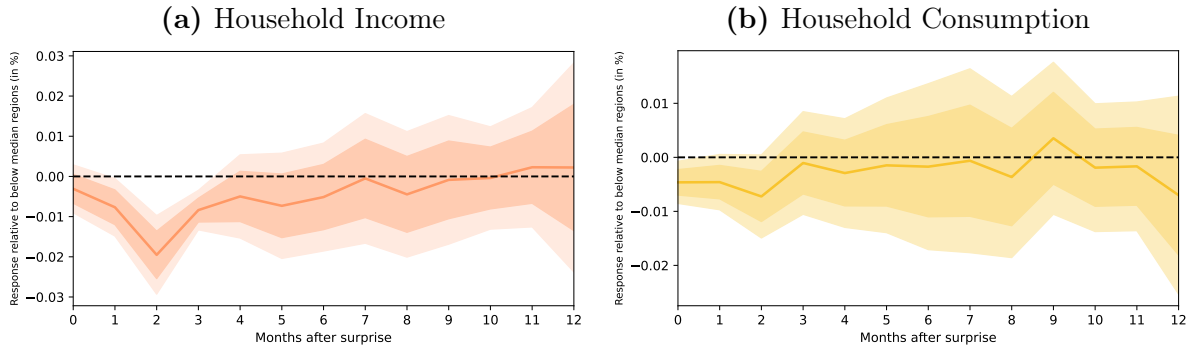 (a) Household Income
Response relative to below median regions (in %)
0.03
0.02
0.01
0.00
−0.01
−0.02
−0.03
0 1 2 3 4 5 6 7 8 9 10 11 12
Months after surprise
(b) Household Consumption
Response relative to below median regions (in %)
0.01
0.00
−0.01
−0.02
0 1 2 3 4 5 6 7 8 9 10 11 12
Months after surprise